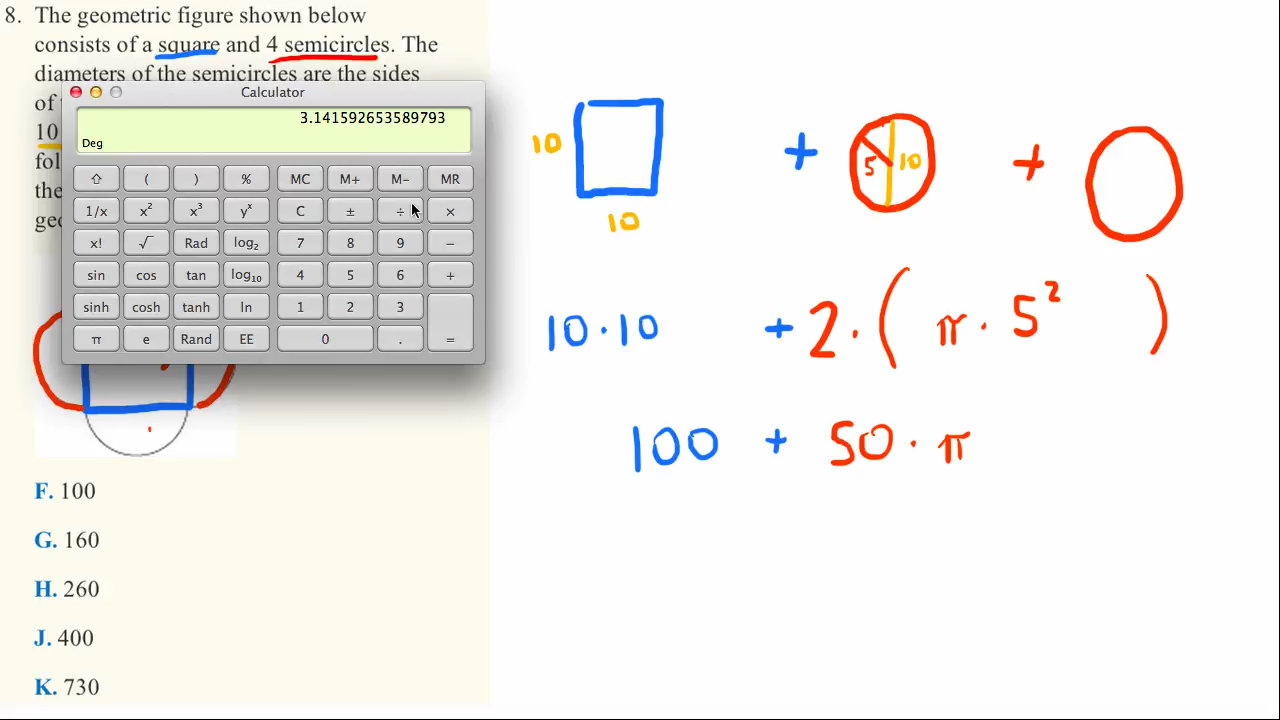 8. The geometric figure shown below
consists of a square and 4 semicircles. The
diameters of the semicircles are the sides
of
10
fol
the
geo
Calculator
3.141592653589793
Deg
⇧ ( ) % MC M+ M- MR
1/x x² x³ yˣ C ± ÷ ×
x! √ Rad log₂ 7 8 9 −
sin cos tan log₁₀ 4 5 6 +
sinh cosh tanh ln 1 2 3
π e Rand EE 0 . =
F. 100
G. 160
H. 260
J. 400
K. 730
10 + 5 10 +
10
10 · 10 + 2 · ( π · 5² )
100 + 50 · π